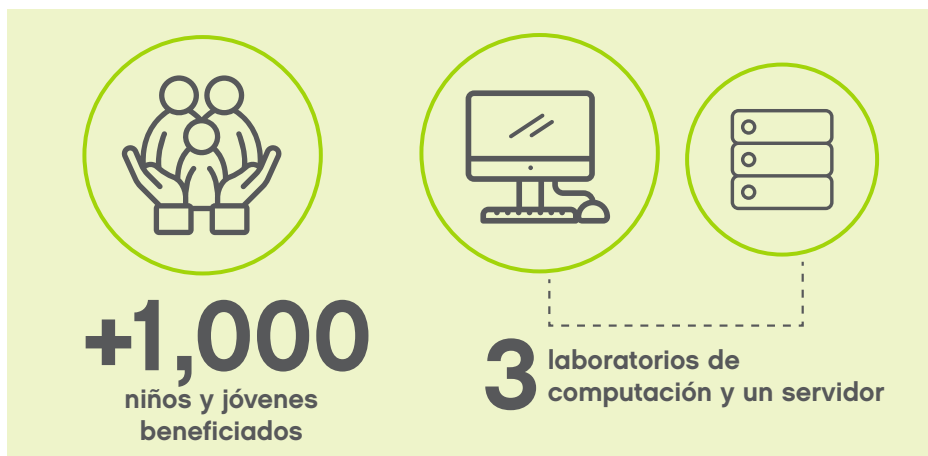 +1,000
niños y jóvenes
beneficiados
3 laboratorios de
computación y un servidor